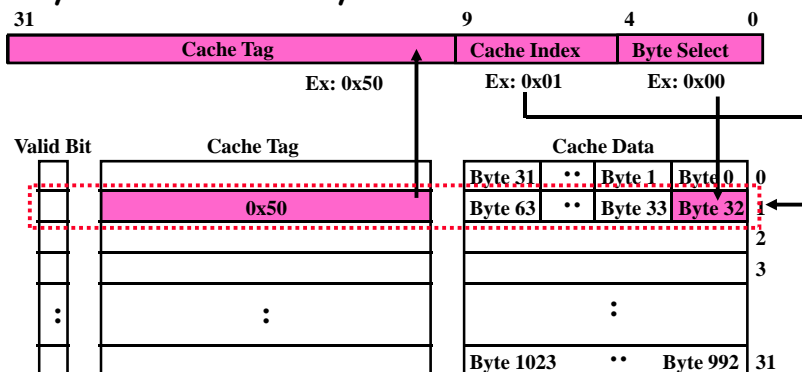 31 9 4 0
Cache Tag Cache Index Byte Select
Ex: 0x50 Ex: 0x01 Ex: 0x00
Valid Bit Cache Tag Cache Data
Byte 31 ·· Byte 1 Byte 0 0
0x50 Byte 63 ·· Byte 33 Byte 32 1
2
3
: : :
Byte 1023 ·· Byte 992 31